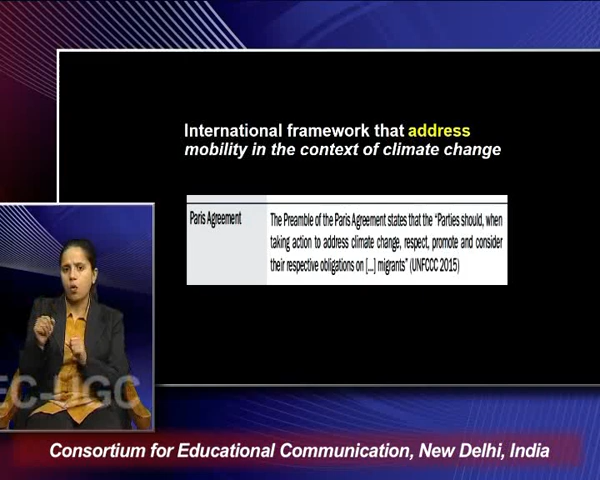 International framework that address
mobility in the context of climate change
Paris Agreement
The Preamble of the Paris Agreement states that the “Parties should, when
taking action to address climate change, respect, promote and consider
their respective obligations on [...] migrants” (UNFCCC 2015)
EC-UGC
Consortium for Educational Communication, New Delhi, India